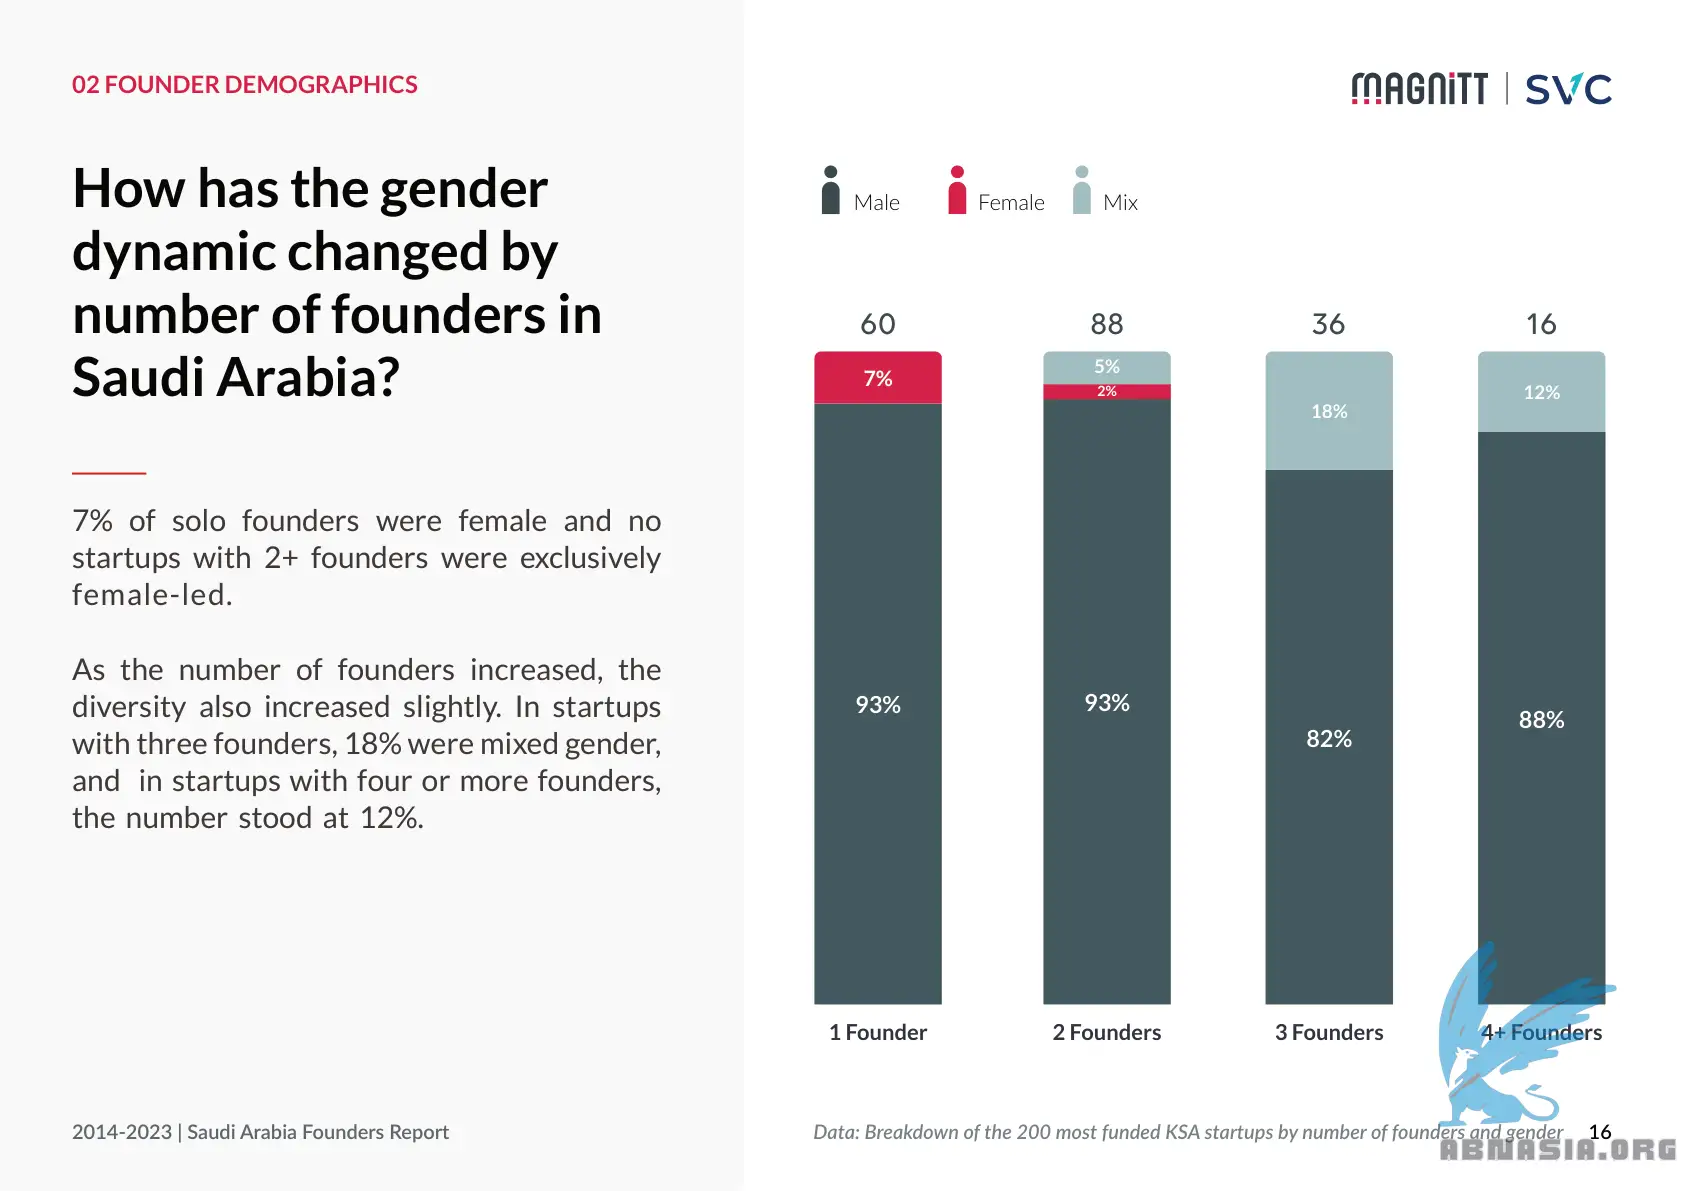 02 FOUNDER DEMOGRAPHICS
MAGNiTT | SVC
How has the gender
dynamic changed by
number of founders in
Saudi Arabia?
7% of solo founders were female and no
startups with 2+ founders were exclusively
female-led.
As the number of founders increased, the
diversity also increased slightly. In startups
with three founders, 18% were mixed gender,
and in startups with four or more founders,
the number stood at 12%.
Male Female Mix
60 88 36 16
7% 5% 18% 12%
2%
93% 93% 82% 88%
1 Founder 2 Founders 3 Founders 4+ Founders
2014-2023 | Saudi Arabia Founders Report
Data: Breakdown of the 200 most funded KSA startups by number of founders and gender 16
ABNASIA.ORG